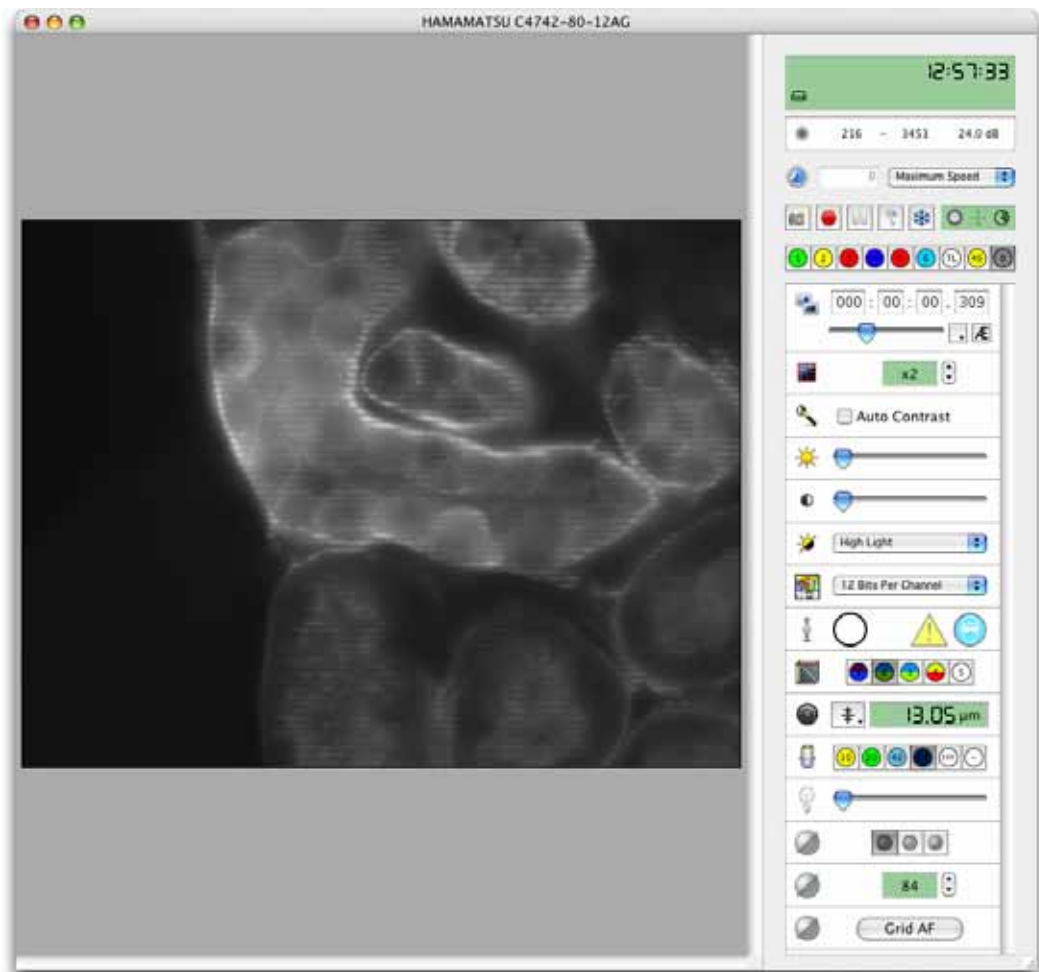 HAMAMATSU C4742-80-12AG
12:57:33
216 - 3453 24.0 dB
0 Maximum Speed
000 : 00 : 00 . 309
x2
Auto Contrast
High Light
12 Bits Per Channel
13.05 µm
84
Grid AF